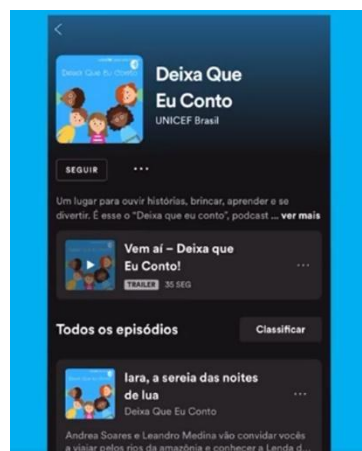 Deixa Que Eu Conto
Deixa Que
Eu Conto
UNICEF Brasil
SEGUIR
Um lugar para ouvir histórias, brincar, aprender e se
divertir. É esse o "Deixa que eu conto", podcast ... ver mais
Vem aí – Deixa que
Eu Conto!
TRAILER 35 SEG
Todos os episódios
Classificar
Iara, a sereia das noites
de lua
Deixa Que Eu Conto
Andrea Soares e Leandro Medina vão convidar vocês
a viajar pelos rios da amazônia e conhecer a Lenda d...